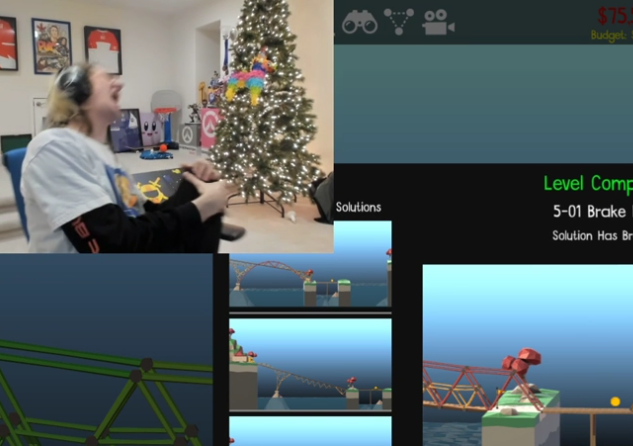 $75,
Budget:
Level Comp
5-01 Brake
Solution Has Br
Solutions